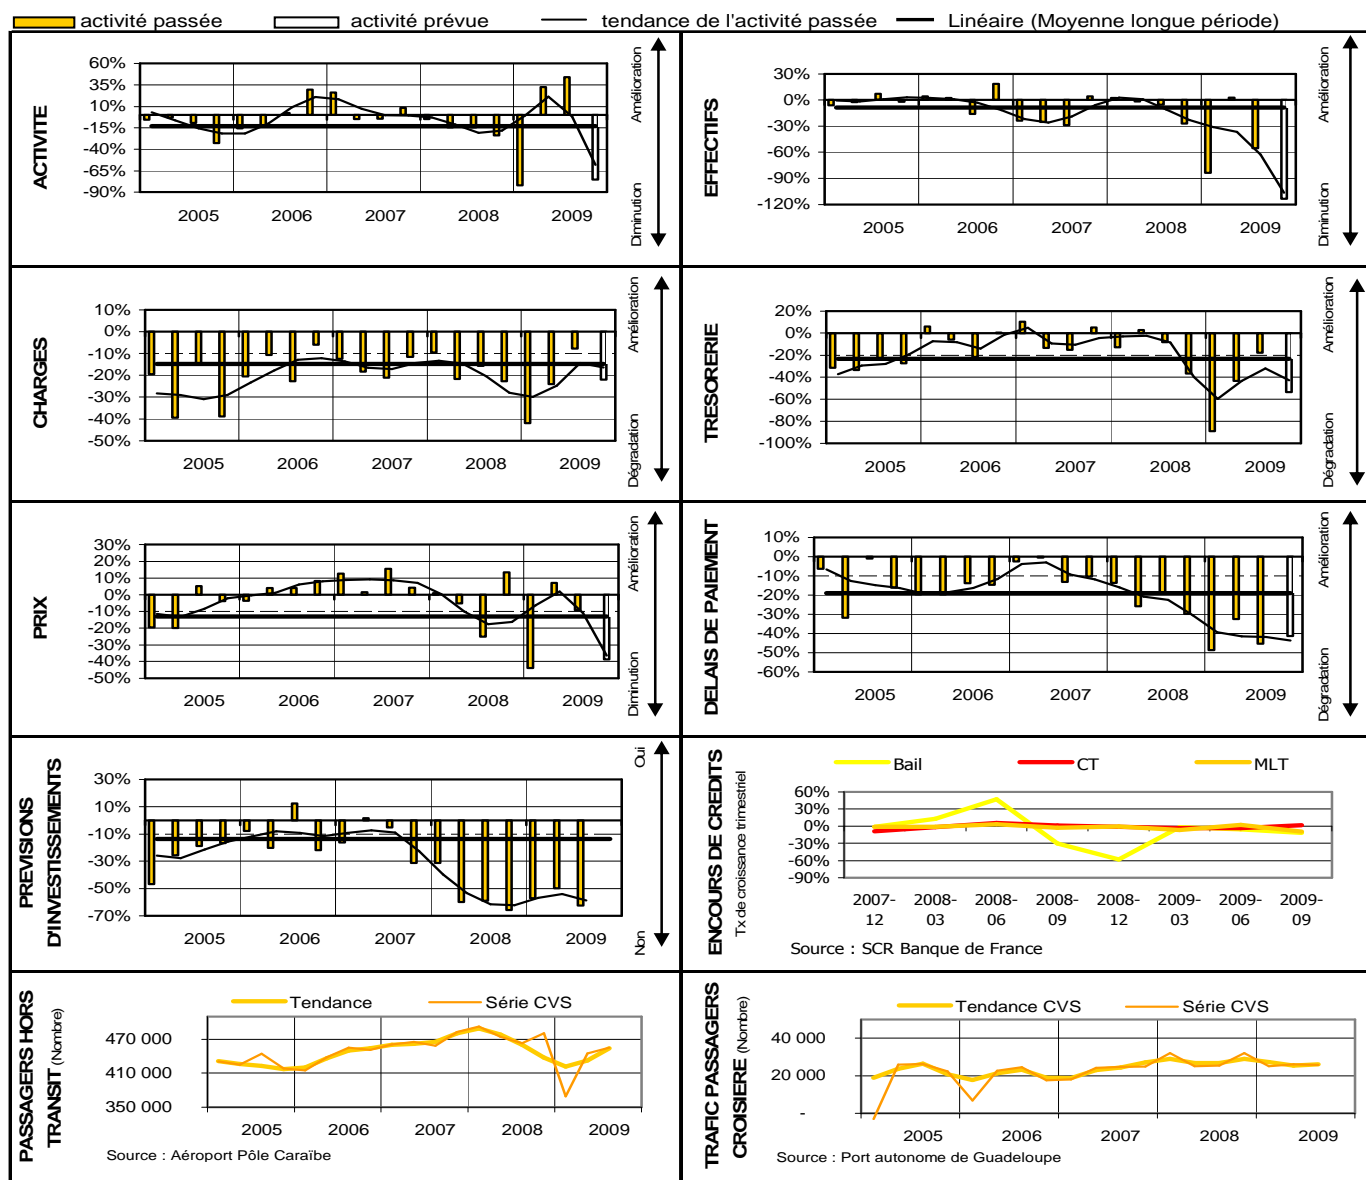 activité passée activité prévue tendance de l'activité passée Linéaire (Moyenne longue période)
ACTIVITE
60%
35%
10%
-15%
-40%
-65%
-90%
2005 2006 2007 2008 2009
Amélioration
Diminution
EFFECTIFS
30%
0%
-30%
-60%
-90%
-120%
2005 2006 2007 2008 2009
Amélioration
Diminution
CHARGES
10%
0%
-10%
-20%
-30%
-40%
-50%
2005 2006 2007 2008 2009
Amélioration
Dégradation
TRESORERIE
20%
0%
-20%
-40%
-60%
-80%
-100%
2005 2006 2007 2008 2009
Amélioration
Dégradation
PRIX
30%
20%
10%
0%
-10%
-20%
-30%
-40%
-50%
2005 2006 2007 2008 2009
Amélioration
Diminution
DELAIS DE PAIEMENT
10%
0%
-10%
-20%
-30%
-40%
-50%
-60%
2005 2006 2007 2008 2009
Amélioration
Dégradation
PREVISIONS
D'INVESTISSEMENTS
30%
10%
-10%
-30%
-50%
-70%
2005 2006 2007 2008 2009
Oui
Non
ENCOURS DE CREDITS
Tx de croissance trimestriel
Bail CT MLT
60%
30%
0%
-30%
-60%
-90%
2007-12 2008-03 2008-06 2008-09 2008-12 2009-03 2009-06 2009-09
Source : SCR Banque de France
PASSAGERS HORS
TRANSIT (Nombre)
Tendance Série CVS
470 000
410 000
350 000
2005 2006 2007 2008 2009
Source : Aéroport Pôle Caraïbe
TRAFIC PASSAGERS
CROISIERE (Nombre)
Tendance CVS Série CVS
40 000
20 000
-
2005 2006 2007 2008 2009
Source : Port autonome de Guadeloupe